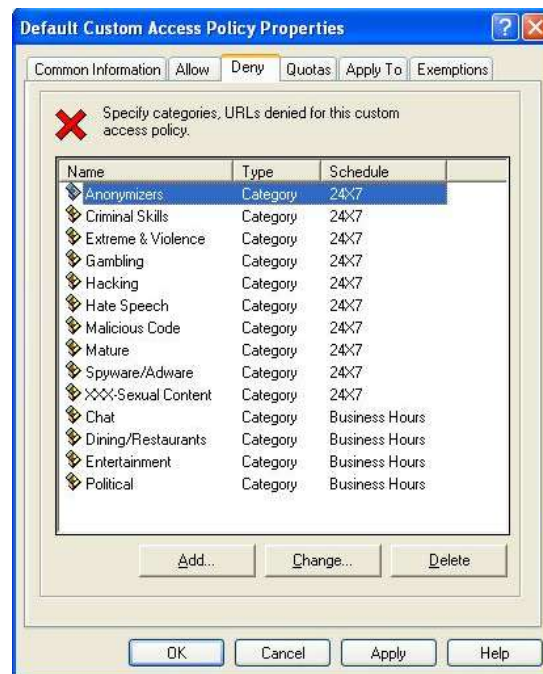 Default Custom Access Policy Properties
Common Information Allow Deny Quotas Apply To Exemptions
Specify categories, URLs denied for this custom
access policy.
Name Type Schedule
Anonymizers Category 24X7
Criminal Skills Category 24X7
Extreme & Violence Category 24X7
Gambling Category 24X7
Hacking Category 24X7
Hate Speech Category 24X7
Malicious Code Category 24X7
Mature Category 24X7
Spyware/Adware Category 24X7
XXX-Sexual Content Category 24X7
Chat Category Business Hours
Dining/Restaurants Category Business Hours
Entertainment Category Business Hours
Political Category Business Hours
Add... Change... Delete
OK Cancel Apply Help